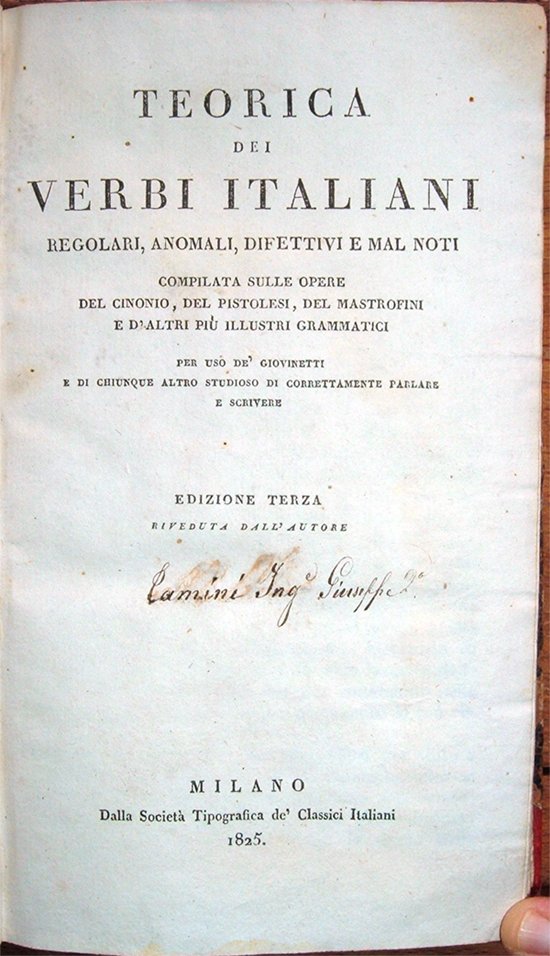 TEORICA
DEI
VERBI ITALIANI
REGOLARI, ANOMALI, DIFETTIVI E MAL NOTI
COMPILATA SULLE OPERE
DEL CINONIO, DEL PISTOLESI, DEL MASTROFINI
E D'ALTRI PIÙ ILLUSTRI GRAMMATICI
PER USO DE' GIOVINETTI
E DI CHIUNQUE ALTRO STUDIOSO DI CORRETTAMENTE PARLARE
E SCRIVERE
EDIZIONE TERZA
RIVEDUTA DALL'AUTORE
Ing.e Giuseppe
MILANO
Dalla Società Tipografica de' Classici Italiani
1825.